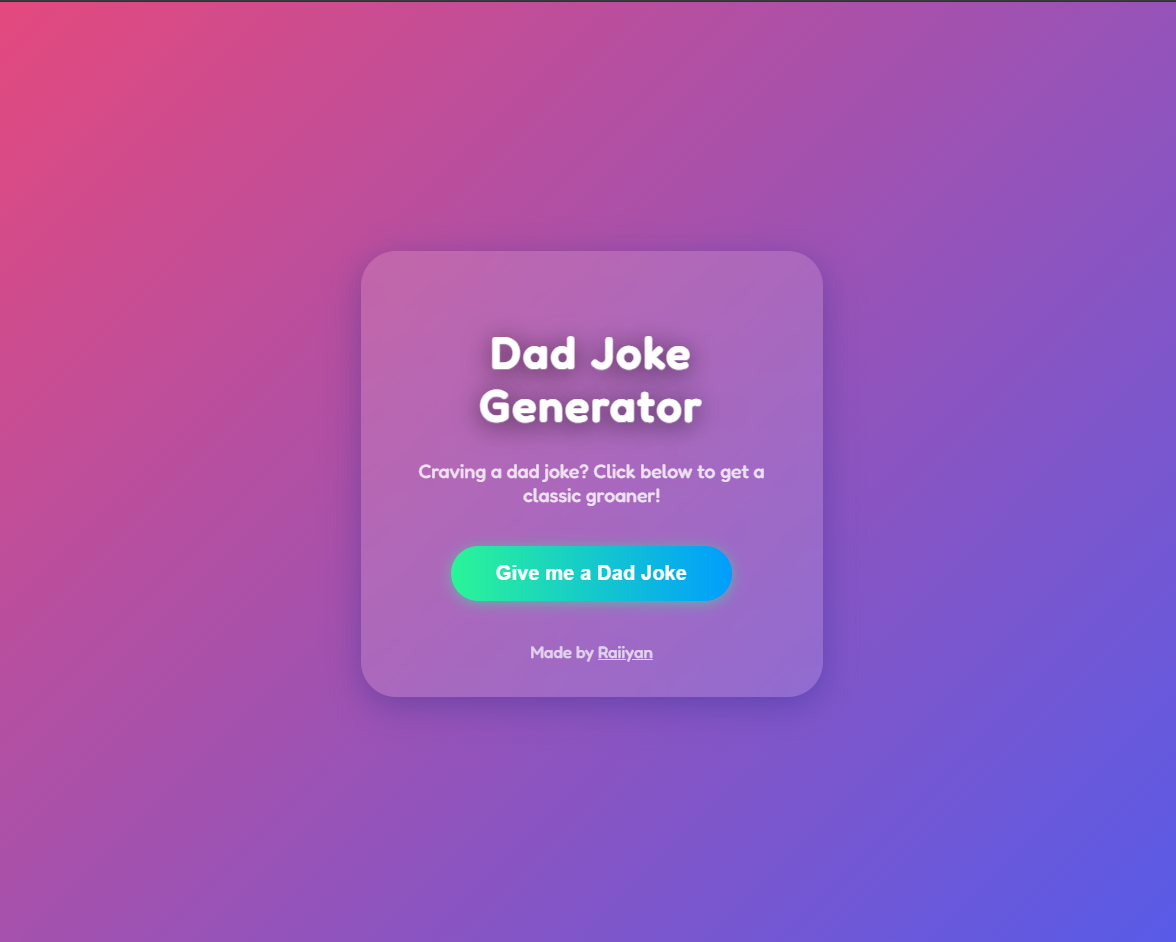 Dad Joke
Generator
Craving a dad joke? Click below to get a
classic groaner!
Give me a Dad Joke
Made by Raiiyan